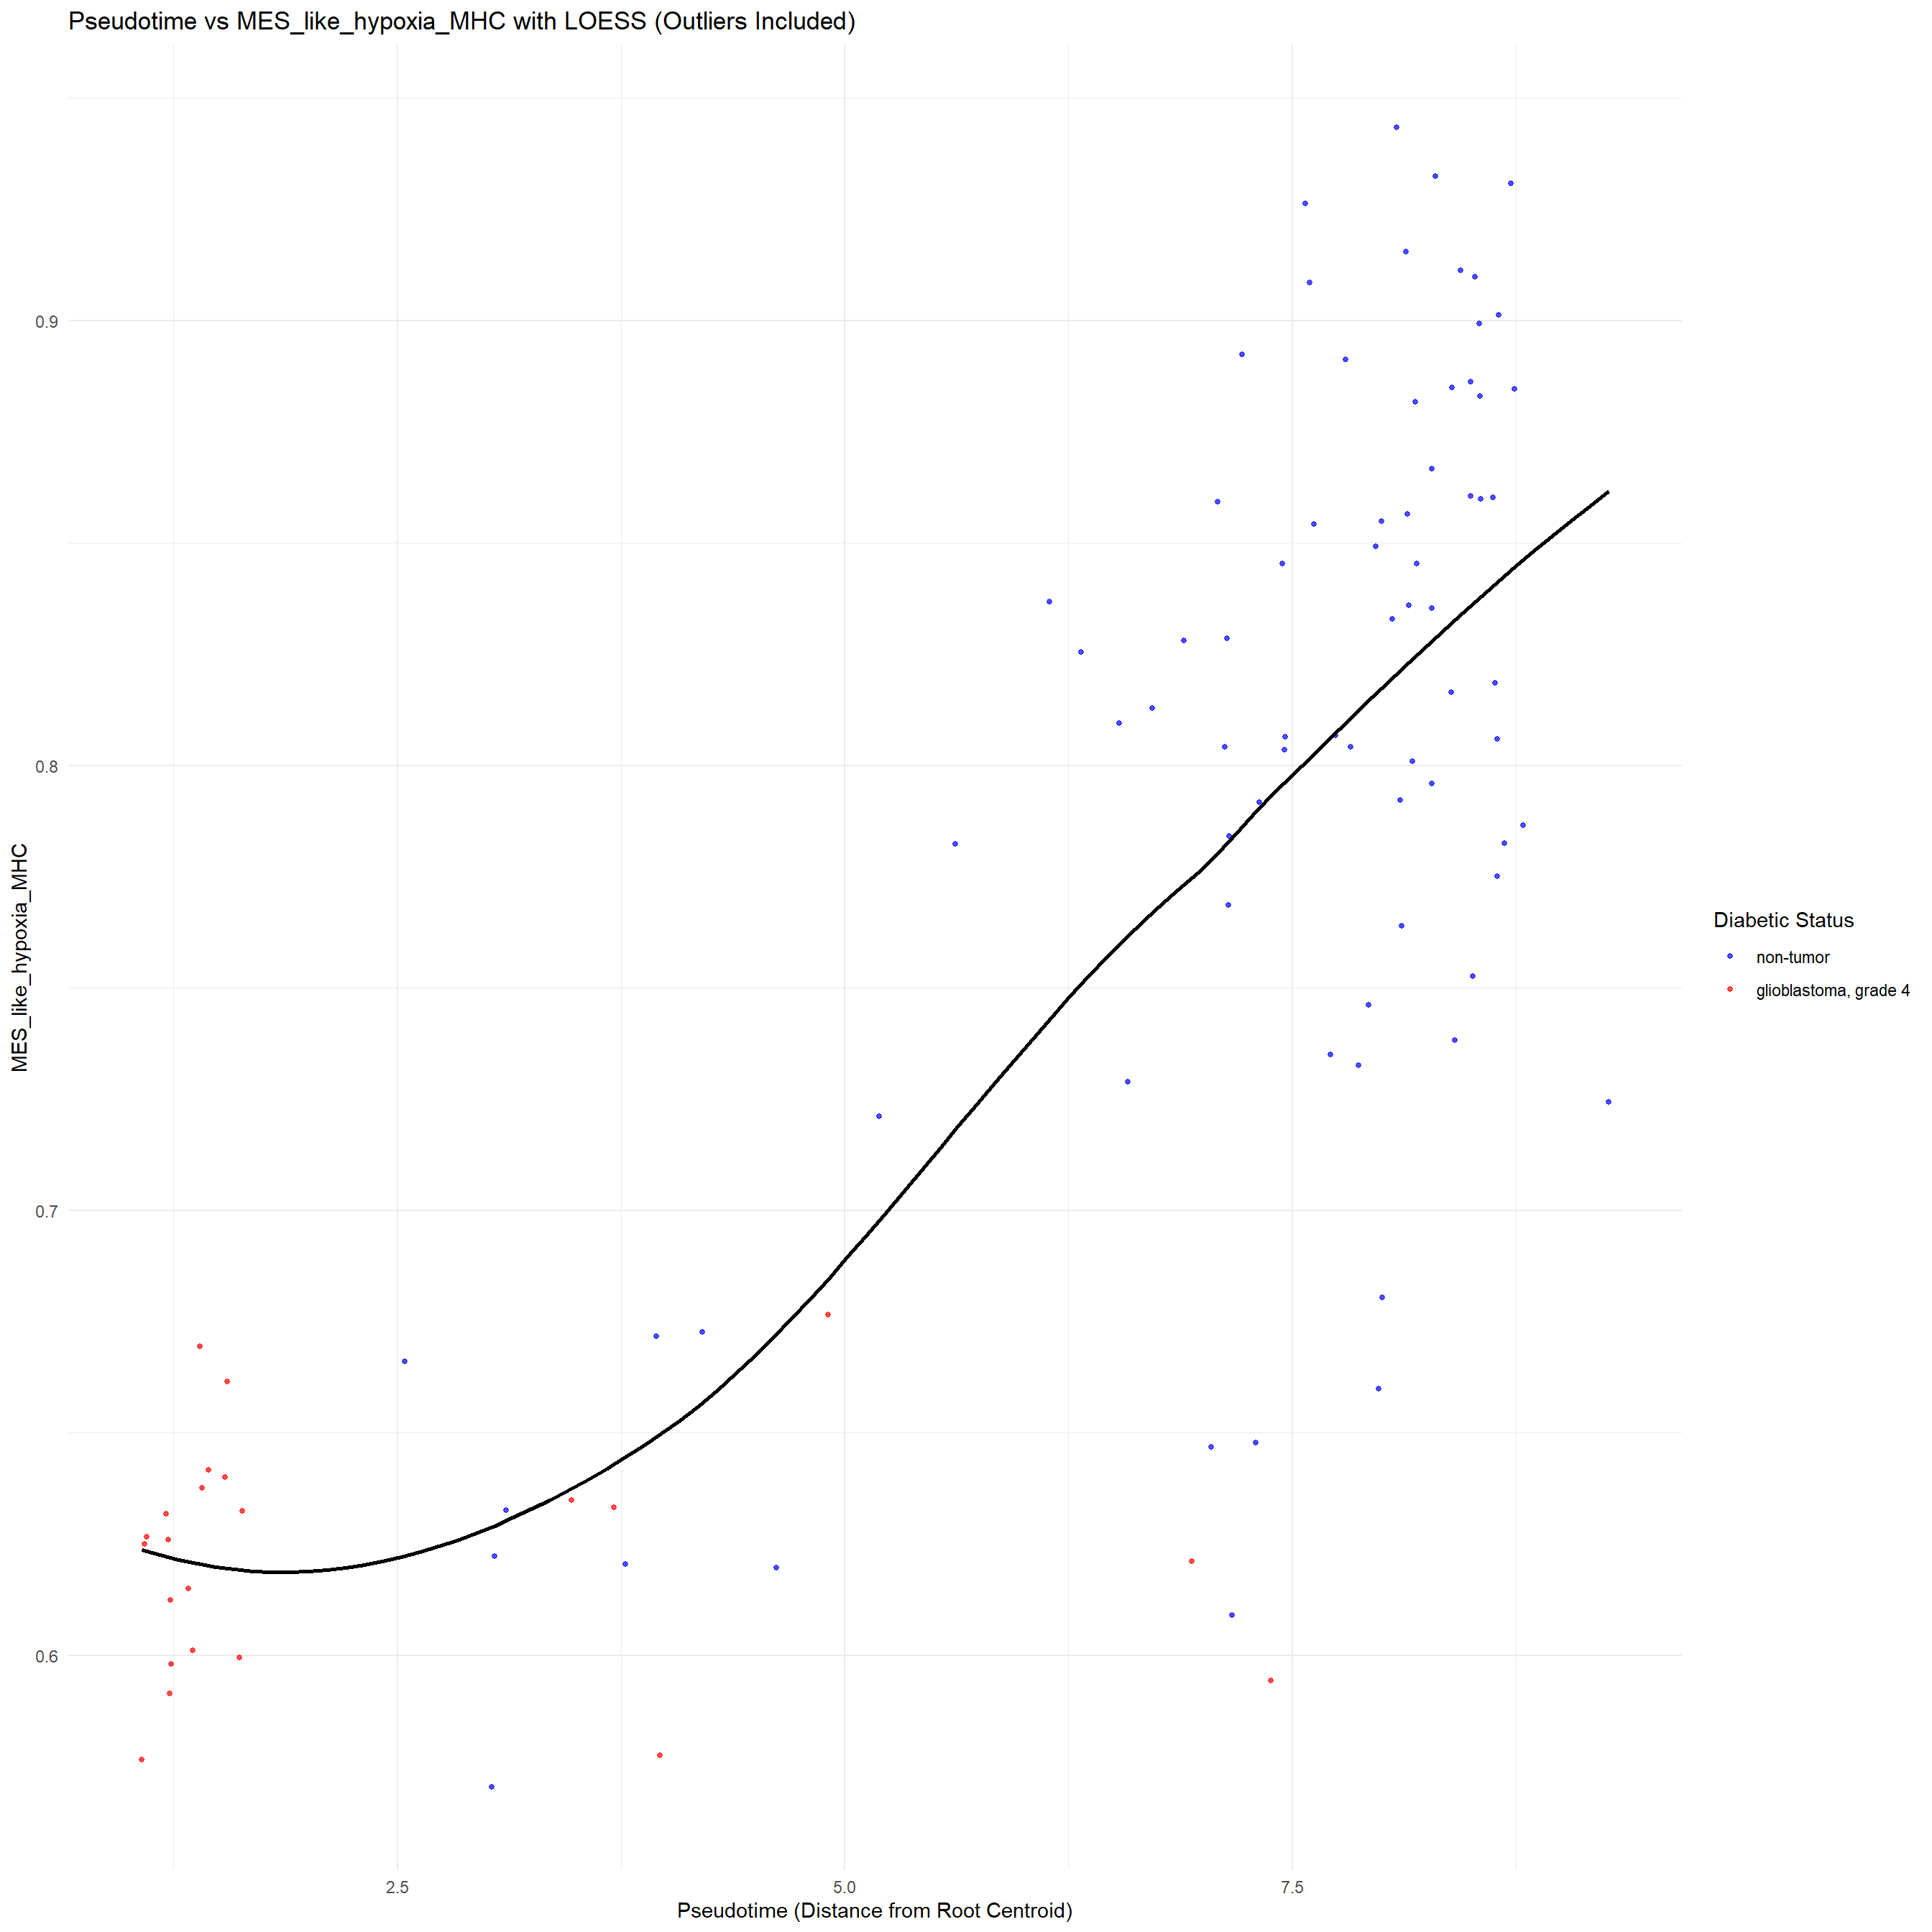 Pseudotime vs MES_like_hypoxia_MHC with LOESS (Outliers Included)
MES_like_hypoxia_MHC
0.9
0.8
0.7
0.6
2.5
5.0
7.5
Pseudotime (Distance from Root Centroid)
Diabetic Status
non-tumor
glioblastoma, grade 4